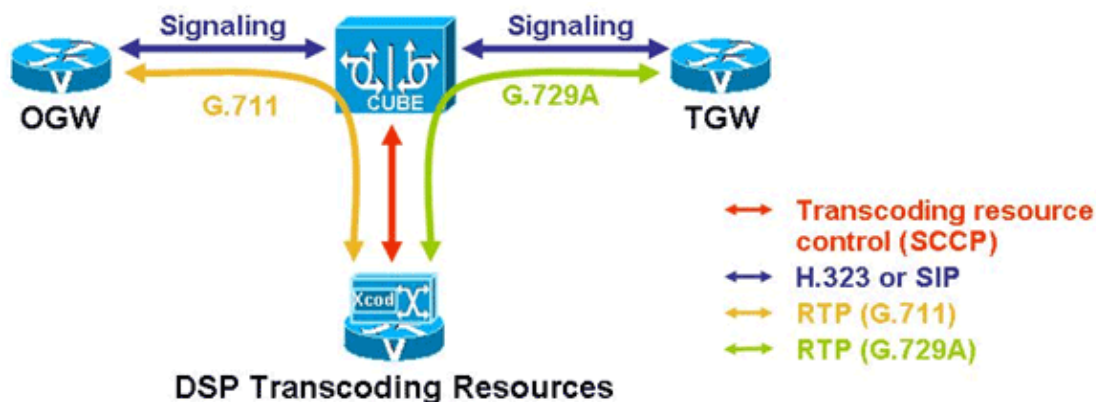 Signaling
Signaling
CUBE
G.711
G.729A
V
OGW
V
TGW
Transcoding resource
control (SCCP)
H.323 or SIP
RTP (G.711)
RTP (G.729A)
Xcod
V
DSP Transcoding Resources